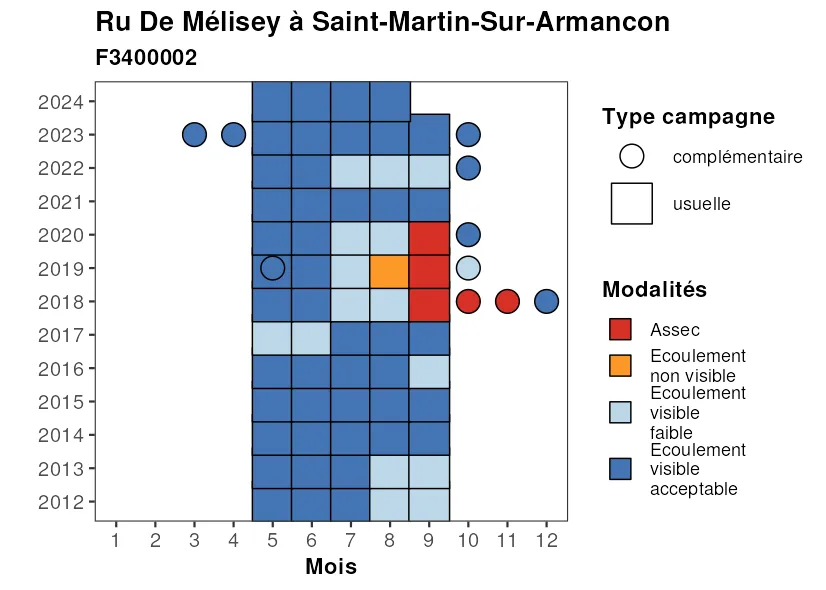 Ru De Mélisey à Saint-Martin-Sur-Armancon
F3400002
2024
2023
2022
2021
2020
2019
2018
2017
2016
2015
2014
2013
2012
1 2 3 4 5 6 7 8 9 10 11 12
Mois
Type campagne
complémentaire
usuelle
Modalités
Assec
Ecoulement
non visible
Ecoulement
visible
faible
Ecoulement
visible
acceptable